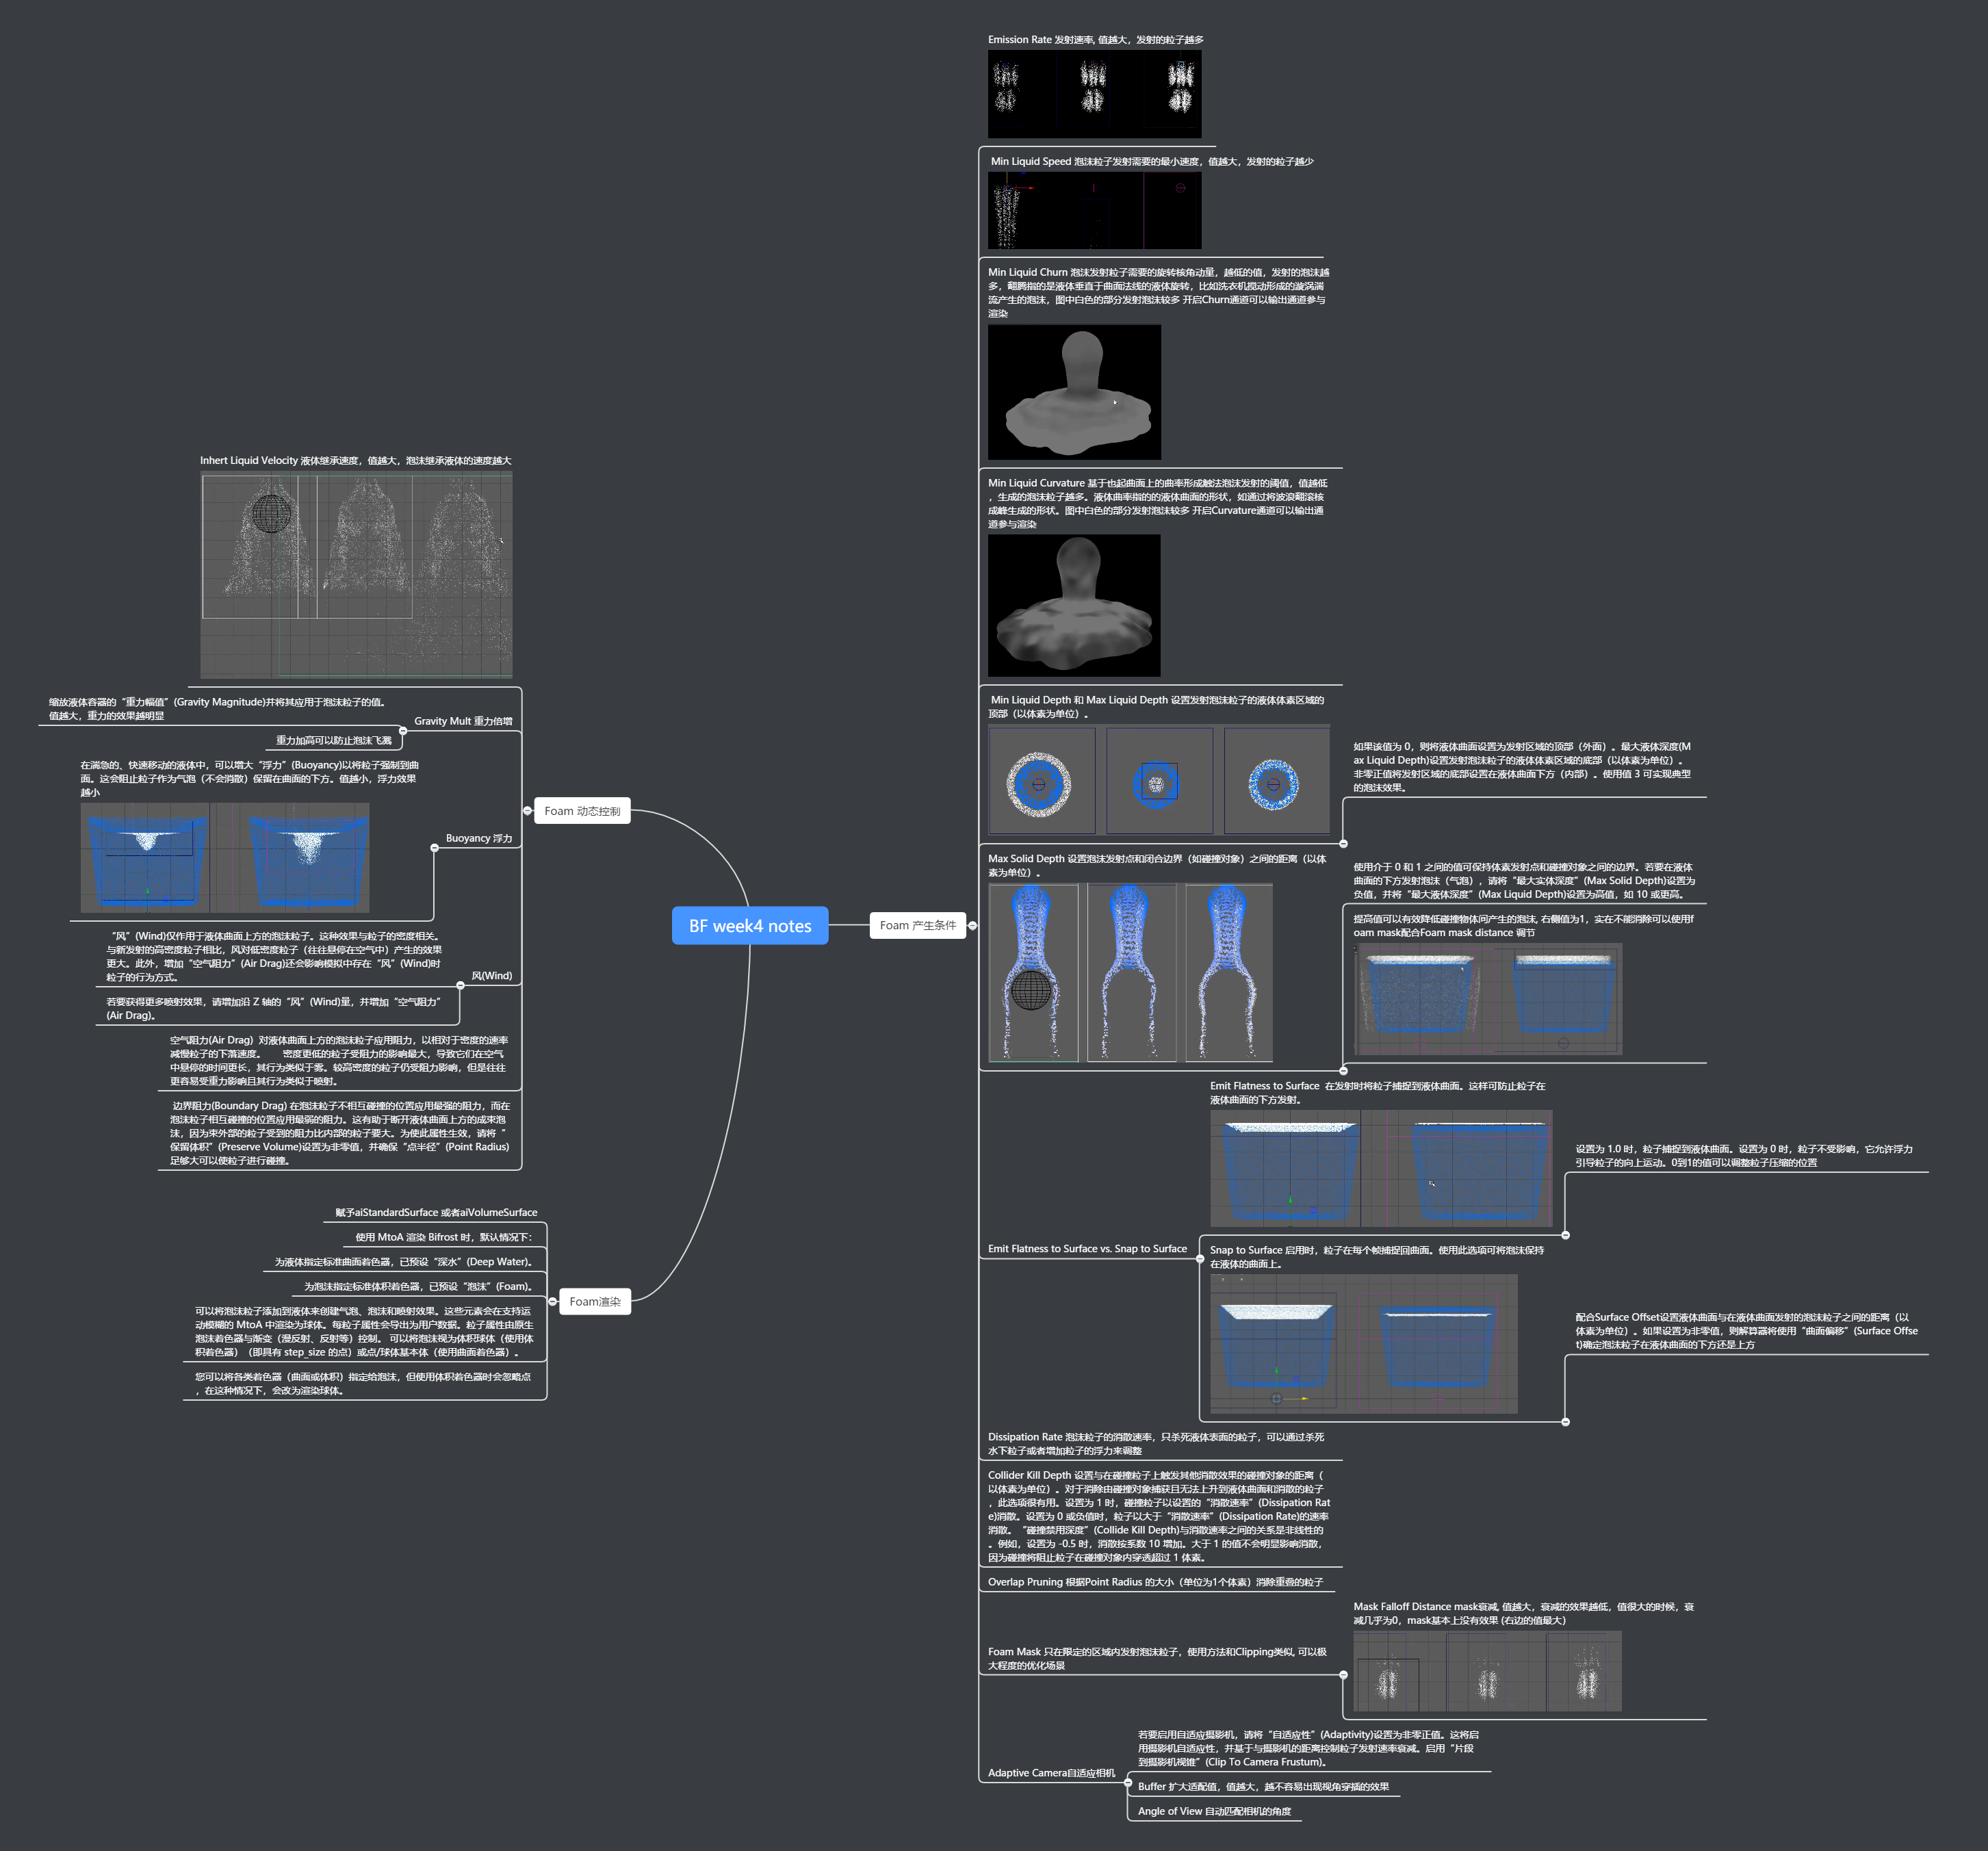 BF week4 notes
Foam 产生条件
Emission Rate 发射速率, 值越大，发射的粒子越多
Min Liquid Speed 泡沫粒子发射需要的最小速度，值越大，发射的粒子越少
Min Liquid Churn 泡沫发射粒子需要的旋转核角动量，越低的值，发射的泡沫越
多，翻腾指的是液体垂直于曲面法线的液体旋转，比如洗衣机搅动形成的漩涡湍
流产生的泡沫，图中白色的部分发射泡沫较多 开启Churn通道可以输出通道参与
渲染
Min Liquid Curvature 基于也起曲面上的曲率形成触法泡沫发射的阈值，值越低
，生成的泡沫粒子越多。液体曲率指的的液体曲面的形状，如通过将波浪翻滚核
成峰生成的形状。图中白色的部分发射泡沫较多 开启Curvature通道可以输出通
道参与渲染
Min Liquid Depth 和 Max Liquid Depth 设置发射泡沫粒子的液体体素区域的
顶部（以体素为单位）。
如果该值为 0，则将液体曲面设置为发射区域的顶部（外面）。最大液体深度(M
ax Liquid Depth)设置发射泡沫粒子的液体体素区域的底部（以体素为单位）。
非零正值将发射区域的底部设置在液体曲面下方（内部）。使用值 3 可实现典型
的泡沫效果。
Max Solid Depth 设置泡沫发射点和闭合边界（如碰撞对象）之间的距离（以体
素为单位）。
使用介于 0 和 1 之间的值可保持体素发射点和碰撞对象之间的边界。若要在液体
曲面的下方发射泡沫（气泡），请将“最大实体深度”(Max Solid Depth)设置为
负值，并将“最大液体深度”(Max Liquid Depth)设置为高值，如 10 或更高。
提高值可以有效降低碰撞物体间产生的泡沫, 右侧值为1，实在不能消除可以使用f
oam mask配合Foam mask distance 调节
Emit Flatness to Surface vs. Snap to Surface
Emit Flatness to Surface 在发射时将粒子捕捉到液体曲面。这样可防止粒子在
液体曲面的下方发射。
设置为 1.0 时，粒子捕捉到液体曲面。设置为 0 时，粒子不受影响，它允许浮力
引导粒子的向上运动。0到1的值可以调整粒子压缩的位置
Snap to Surface 启用时，粒子在每个帧捕捉回曲面。使用此选项可将泡沫保持
在液体的曲面上。
配合Surface Offset设置液体曲面与在液体曲面发射的泡沫粒子之间的距离（以
体素为单位）。如果设置为非零值，则解算器将使用“曲面偏移”(Surface Offse
t)确定泡沫粒子在液体曲面的下方还是上方
Dissipation Rate 泡沫粒子的消散速率，只杀死液体表面的粒子，可以通过杀死
水下粒子或者增加粒子的浮力来调整
Collider Kill Depth 设置与在碰撞粒子上触发其他消散效果的碰撞对象的距离（
以体素为单位）。对于消除由碰撞对象捕获且无法上升到液体曲面和消散的粒子
，此选项很有用。设置为 1 时，碰撞粒子以设置的“消散速率”(Dissipation Rat
e)消散。设置为 0 或负值时，粒子以大于“消散速率”(Dissipation Rate)的速率
消散。“碰撞禁用深度”(Collide Kill Depth)与消散速率之间的关系是非线性的
。例如，设置为 -0.5 时，消散按系数 10 增加。大于 1 的值不会明显影响消散，
因为碰撞将阻止粒子在碰撞对象内穿透超过 1 体素。
Overlap Pruning 根据Point Radius 的大小（单位为1个体素）消除重叠的粒子
Foam Mask 只在限定的区域内发射泡沫粒子，使用方法和Clipping类似, 可以极
大程度的优化场景
Mask Falloff Distance mask衰减, 值越大，衰减的效果越低，值很大的时候，衰
减几乎为0，mask基本上没有效果 (右边的值最大)
Adaptive Camera自适应相机
若要启用自适应摄影机，请将“自适应性”(Adaptivity)设置为非零正值。这将启
用摄影机自适应性，并基于与摄影机的距离控制粒子发射速率衰减。启用“片段
到摄影机视锥”(Clip To Camera Frustum)。
Buffer 扩大适配值，值越大，越不容易出现视角穿插的效果
Angle of View 自动匹配相机的角度
Foam 动态控制
Inhert Liquid Velocity 液体继承速度，值越大，泡沫继承液体的速度越大
Gravity Mult 重力倍增
缩放液体容器的“重力幅值”(Gravity Magnitude)并将其应用于泡沫粒子的值。
值越大，重力的效果越明显
重力加高可以防止泡沫飞溅
Buoyancy 浮力
在湍急的、快速移动的液体中，可以增大“浮力”(Buoyancy)以将粒子强制到曲
面。这会阻止粒子作为气泡（不会消散）保留在曲面的下方。值越小，浮力效果
越小
风(Wind)
“风”(Wind)仅作用于液体曲面上方的泡沫粒子。这种效果与粒子的密度相关。
与新发射的高密度粒子相比，风对低密度粒子（往往悬停在空气中）产生的效果
更大。此外，增加“空气阻力”(Air Drag)还会影响模拟中存在“风”(Wind)时
粒子的行为方式。
若要获得更多喷射效果，请增加沿 Z 轴的“风”(Wind)量，并增加“空气阻力”
(Air Drag)。
空气阻力(Air Drag) 对液体曲面上方的泡沫粒子应用阻力，以相对于密度的速率
减慢粒子的下落速度。 密度更低的粒子受阻力的影响最大，导致它们在空气
中悬停的时间更长，其行为类似于雾。较高密度的粒子仍受阻力影响，但是往往
更容易受重力影响且其行为类似于喷射。
边界阻力(Boundary Drag) 在泡沫粒子不相互碰撞的位置应用最强的阻力，而在
泡沫粒子相互碰撞的位置应用最弱的阻力。这有助于断开液体曲面上方的成束泡
沫，因为束外部的粒子受到的阻力比内部的粒子要大。为使此属性生效，请将“
保留体积”(Preserve Volume)设置为非零值，并确保“点半径”(Point Radius)
足够大可以使粒子进行碰撞。
Foam渲染
赋予aiStandardSurface 或者aiVolumeSurface
使用 MtoA 渲染 Bifrost 时，默认情况下：
为液体指定标准曲面着色器，已预设“深水”(Deep Water)。
为泡沫指定标准体积着色器，已预设“泡沫”(Foam)。
可以将泡沫粒子添加到液体来创建气泡、泡沫和喷射效果。这些元素会在支持运
动模糊的 MtoA 中渲染为球体。每粒子属性会导出为用户数据。粒子属性由原生
泡沫着色器与渐变（漫反射、反射等）控制。 可以将泡沫视为体积球体（使用体
积着色器）（即具有 step_size 的点）或点/球体基本体（使用曲面着色器）。
您可以将各类着色器（曲面或体积）指定给泡沫，但使用体积着色器时会忽略点
，在这种情况下，会改为渲染球体。